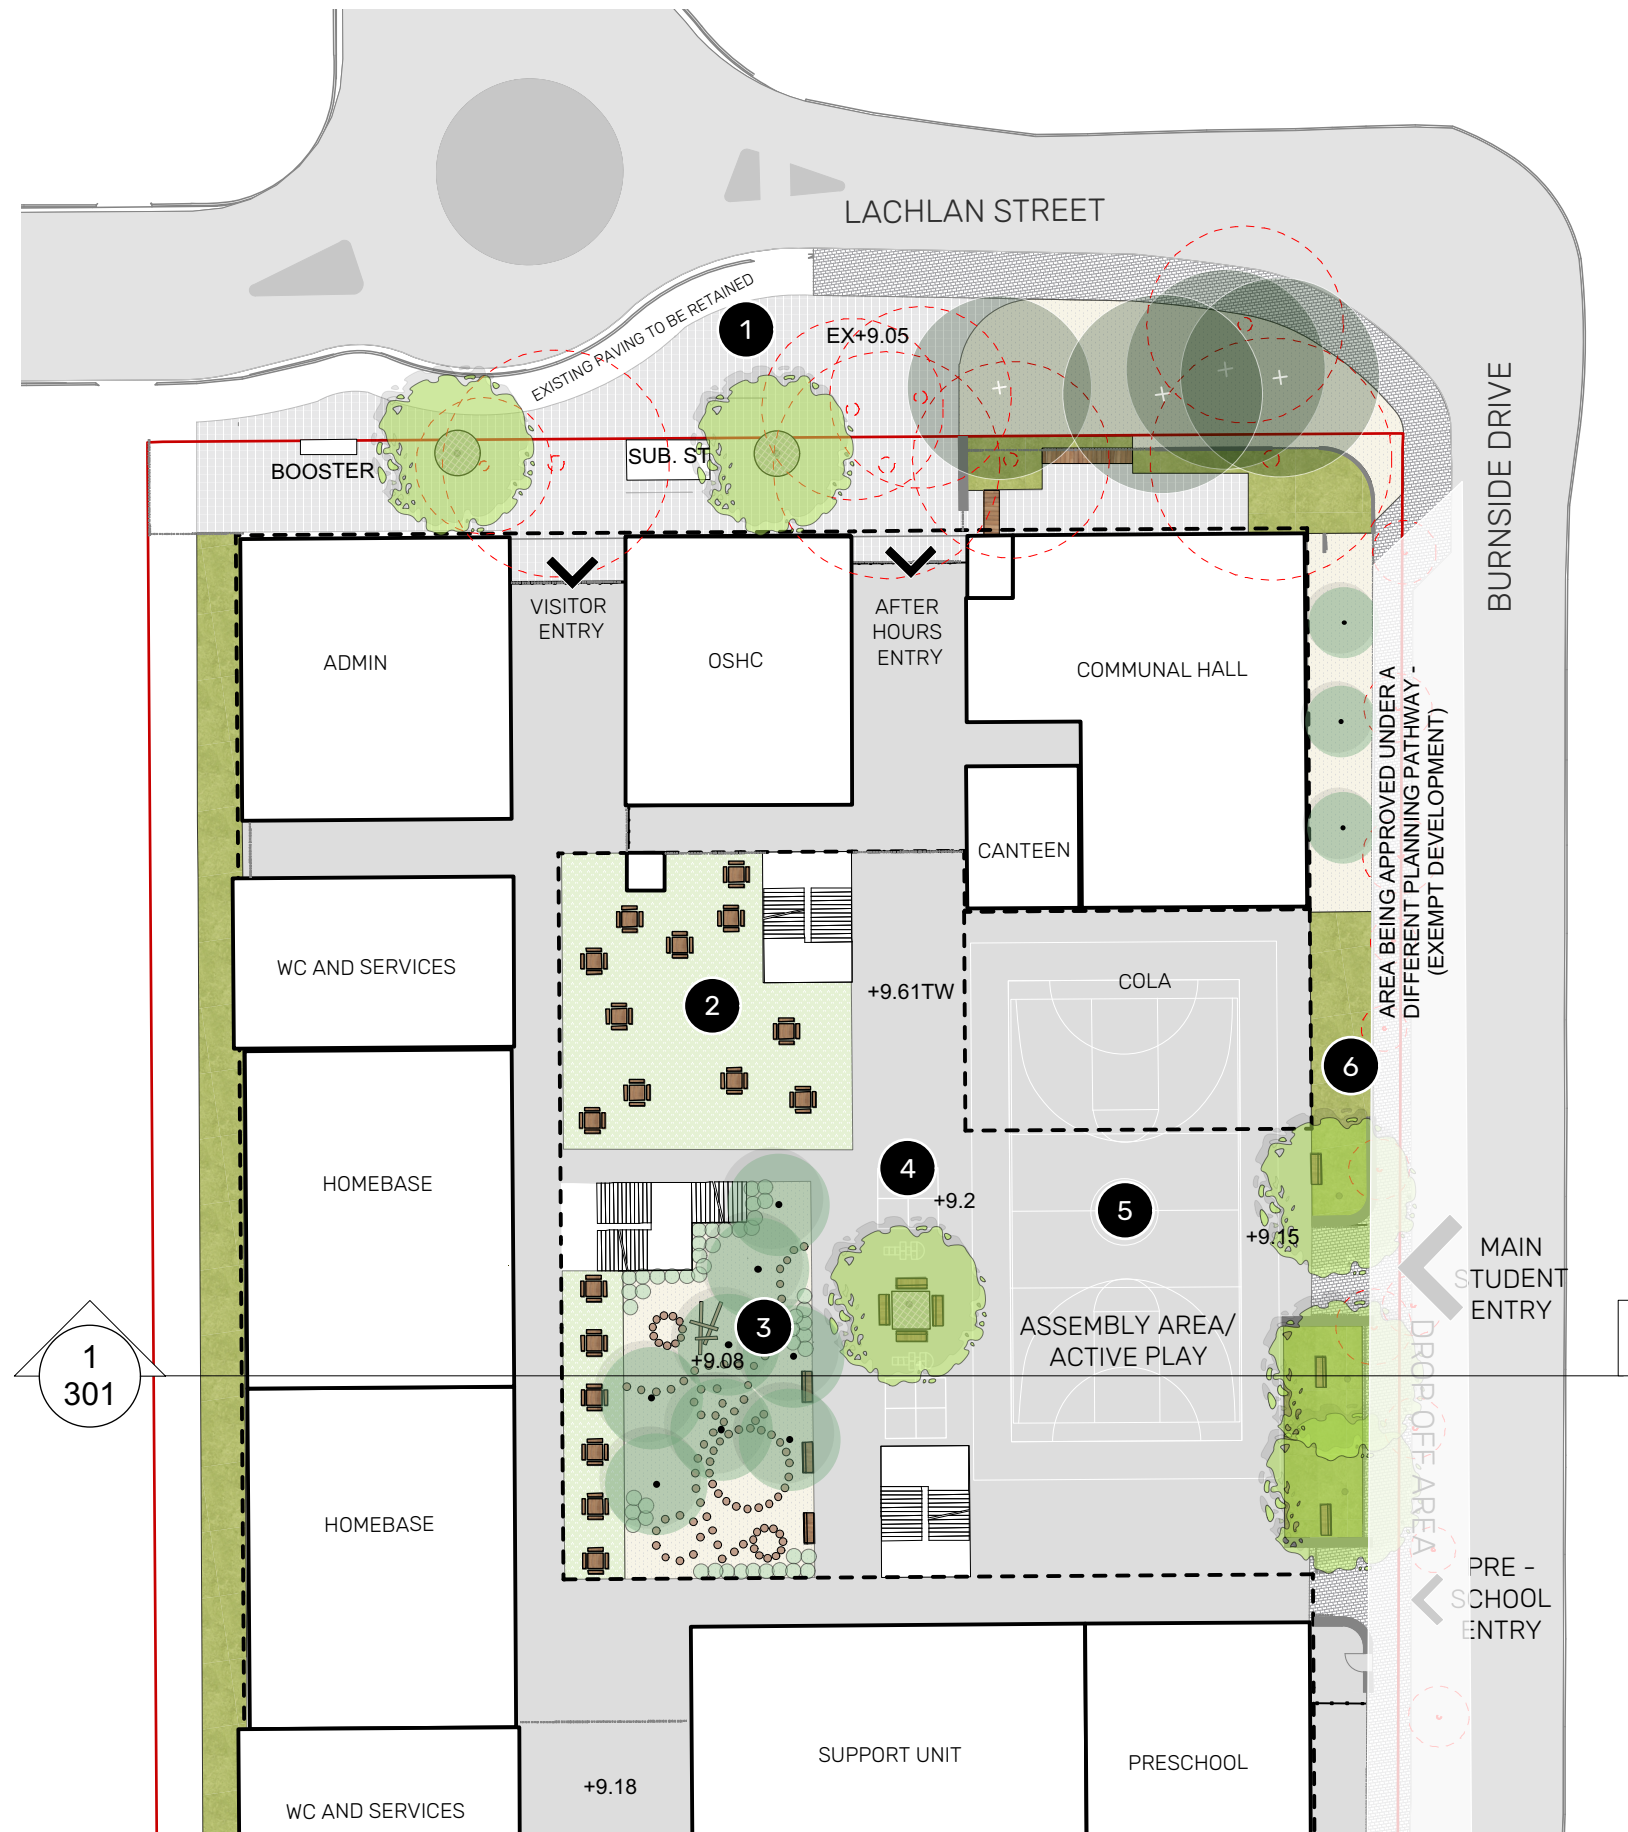 LACHLAN STREET
EXISTING PAVING TO BE RETAINED
1
EX+9.05
BURNSIDE DRIVE
BOOSTER
SUB. ST
VISITOR
ENTRY
AFTER
HOURS
ENTRY
ADMIN
OSHC
COMMUNAL HALL
AREA BEING APPROVED UNDER A
DIFFERENT PLANNING PATHWAY -
(EXEMPT DEVELOPMENT)
CANTEEN
WC AND SERVICES
2
+9.61TW
COLA
6
HOMEBASE
4
+9.2
5
+9.15
MAIN
STUDENT
ENTRY
3
+9.08
ASSEMBLY AREA/
ACTIVE PLAY
1
301
DROP OFF AREA
HOMEBASE
PRE -
SCHOOL
ENTRY
SUPPORT UNIT
PRESCHOOL
+9.18
WC AND SERVICES